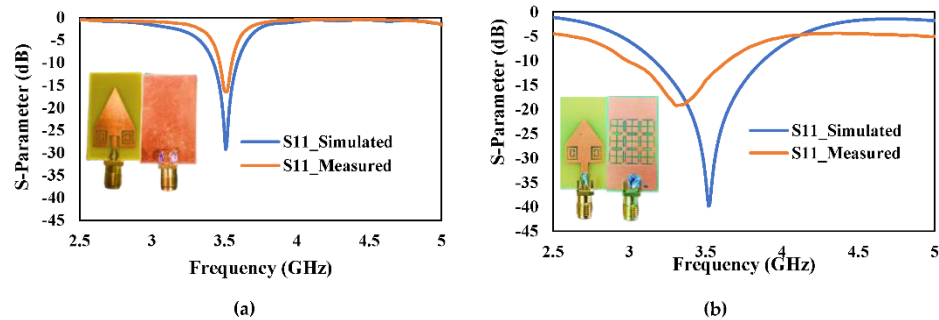 (a)
S-Parameter (dB)
0
-5
-10
-15
-20
-25
-30
-35
-40
-45
S11_Simulated
S11_Measured
2.5 3 3.5 4 4.5 5
Frequency (GHz)
(a)
(b)
S-Parameter (dB)
0
-5
-10
-15
-20
-25
-30
-35
-40
-45
S11_Simulated
S11_Measured
2.5 3 3.5 4 4.5 5
Frequency (GHz)
(b)